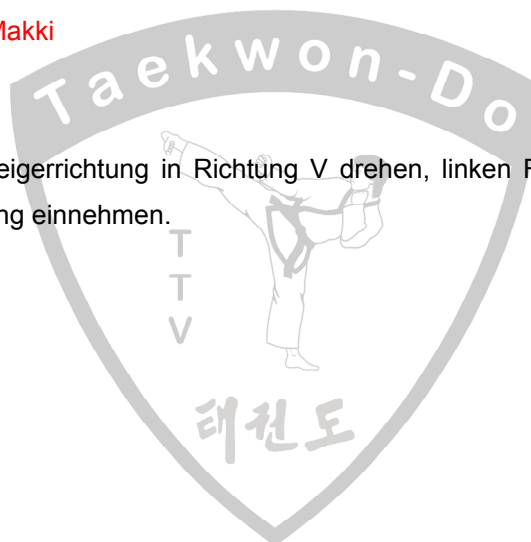 Makki
Taekwon-Do
eigerrichtung in Richtung V drehen, linken F
ng einnehmen.
T
T
V
태권도